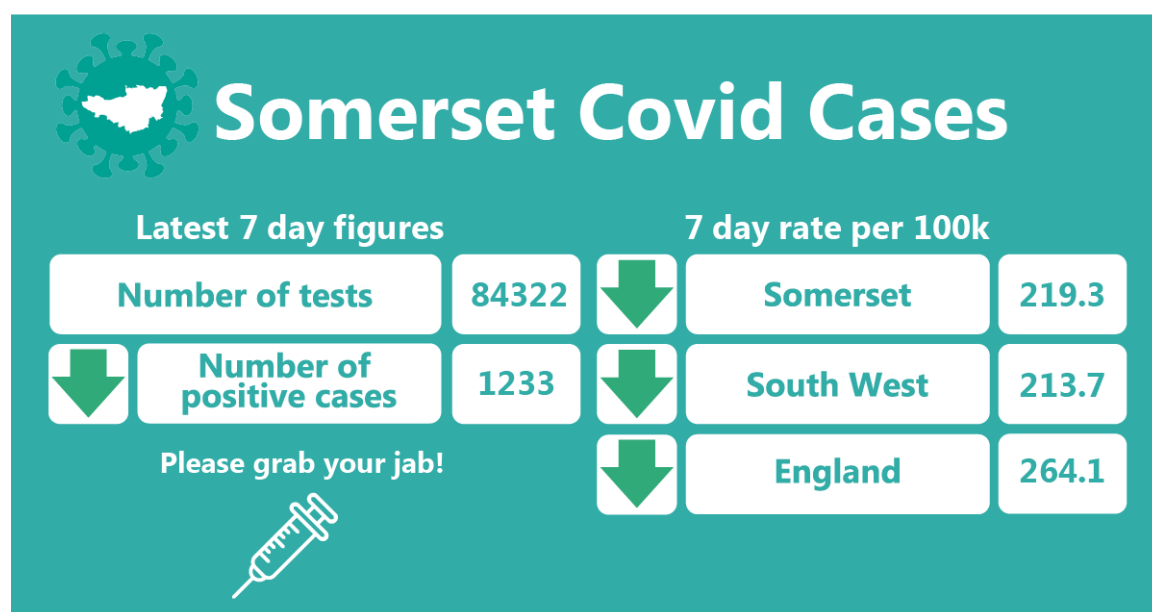 Somerset Covid Cases
Latest 7 day figures
Number of tests 84322
Number of
positive cases 1233
Please grab your jab!
7 day rate per 100k
Somerset 219.3
South West 213.7
England 264.1